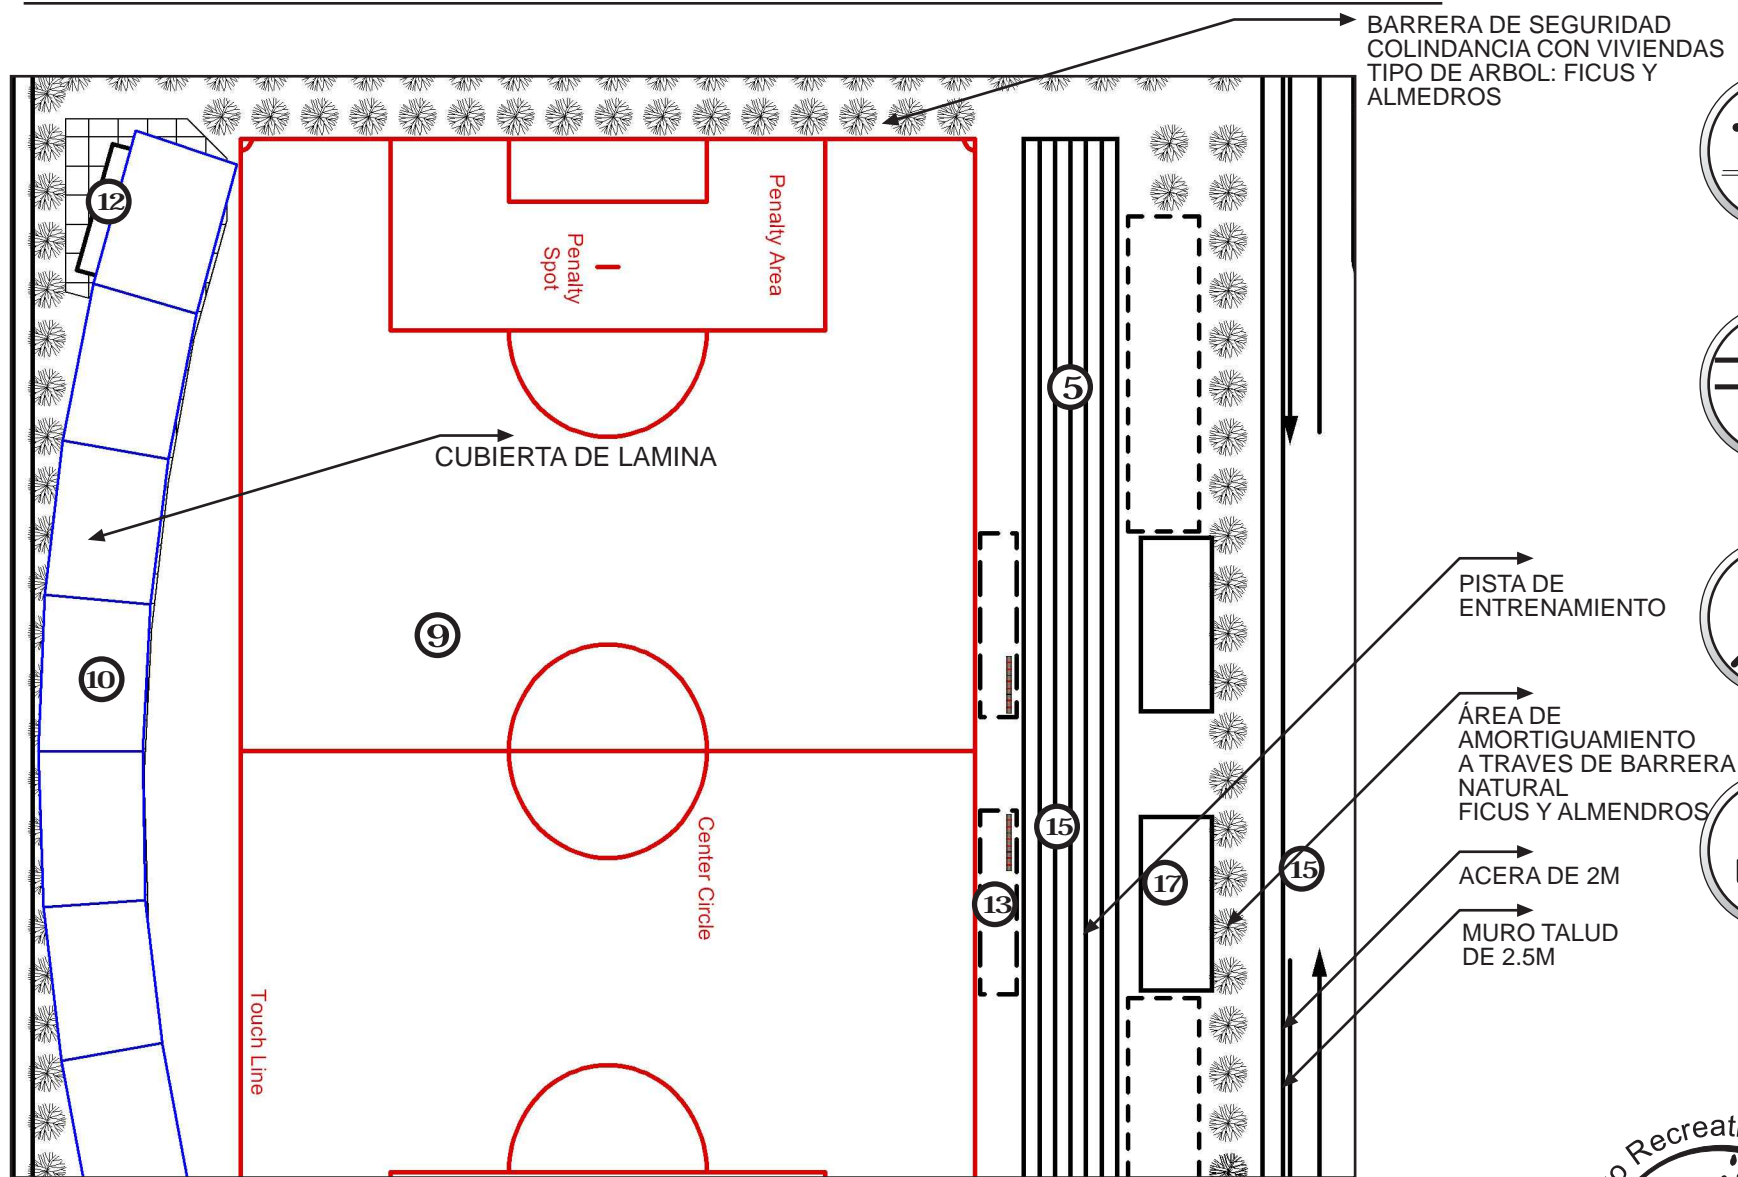 BARRERA DE SEGURIDAD
COLINDANCIA CON VIVIENDAS
TIPO DE ARBOL: FICUS Y
ALMEDROS
12
Penalty Area
Penalty
Spot
5
CUBIERTA DE LAMINA
PISTA DE
ENTRENAMIENTO
9
10
ÁREA DE
AMORTIGUAMIENTO
A TRAVES DE BARRERA
NATURAL
FICUS Y ALMENDROS
15
Center Circle
17
15
13
ACERA DE 2M
MURO TALUD
DE 2.5M
Touch Line